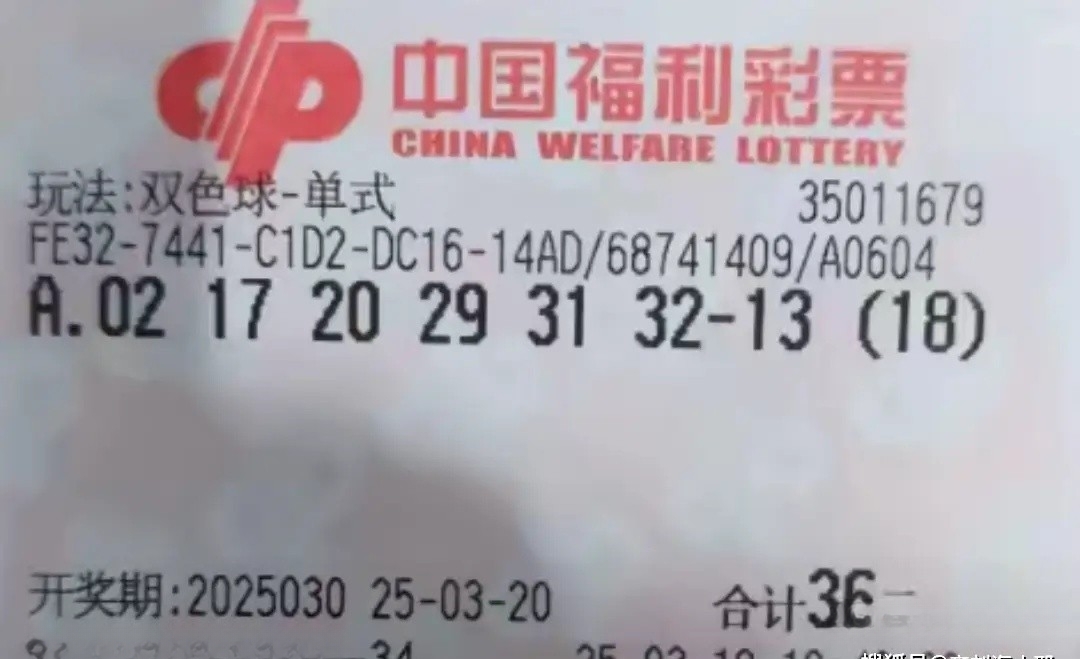 中国福利彩票
CHINA WELFARE LOTTERY
玩法:双色球-单式 35011679
FE32-7441-C1D2-DC16-14AD/68741409/A0604
A.02 17 20 29 31 32-13 (18)
开奖期:2025030 25-03-20 合计36